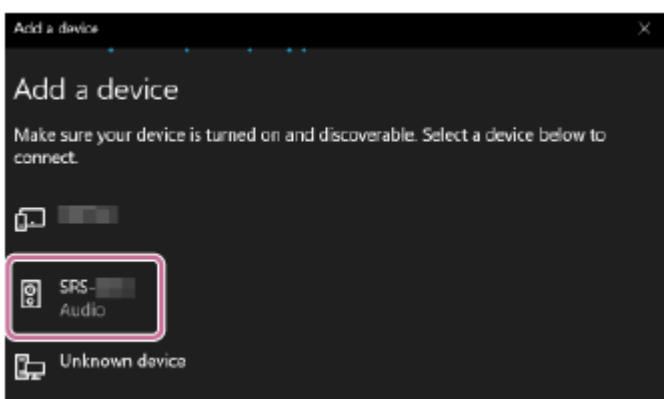 Add a device
Add a device
Make sure your device is turned on and discoverable. Select a device below to
connect.
SRS-
Audio
Unknown device